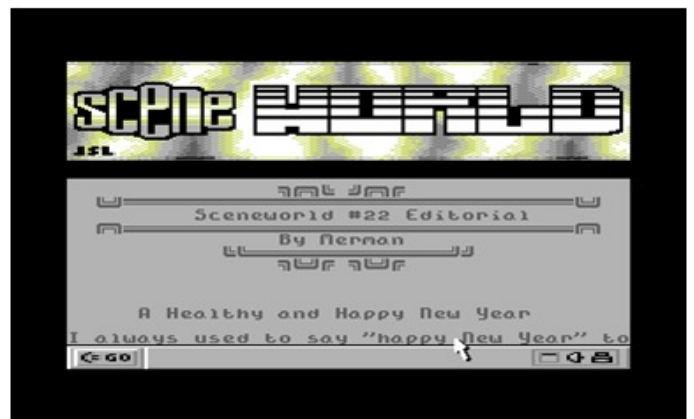 SCENE WORLD
JSL
Sceneworld #22 Editorial
By Merman
A Healthy and Happy New Year
I always used to say "happy New Year" to
<= GO